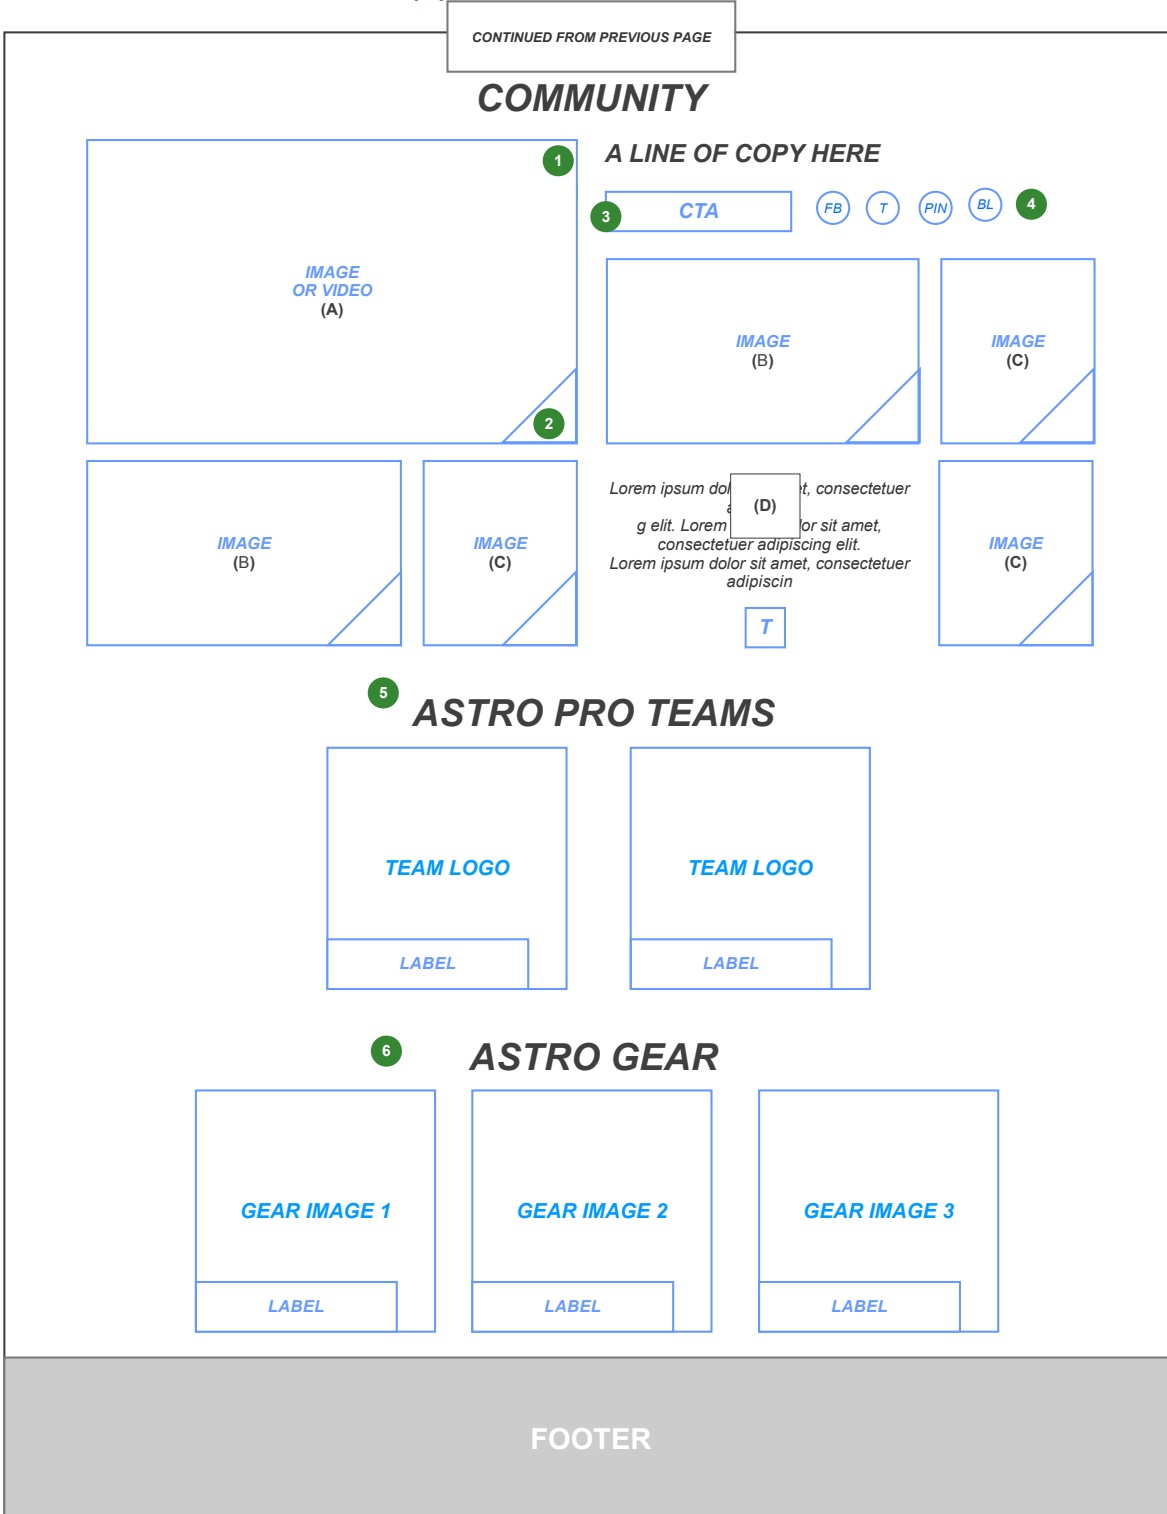 CONTINUED FROM PREVIOUS PAGE
COMMUNITY
1
A LINE OF COPY HERE
3
CTA
FB
T
PIN
BL
4
IMAGE
OR VIDEO
(A)
2
IMAGE
(B)
IMAGE
(C)
IMAGE
(B)
IMAGE
(C)
Lorem ipsum dol et, consectetuer
(D)
g elit. Lorem lor sit amet,
consectetuer adipiscing elit.
Lorem ipsum dolor sit amet, consectetuer
adipiscin
T
IMAGE
(C)
5
ASTRO PRO TEAMS
TEAM LOGO
LABEL
TEAM LOGO
LABEL
6
ASTRO GEAR
GEAR IMAGE 1
LABEL
GEAR IMAGE 2
LABEL
GEAR IMAGE 3
LABEL
FOOTER